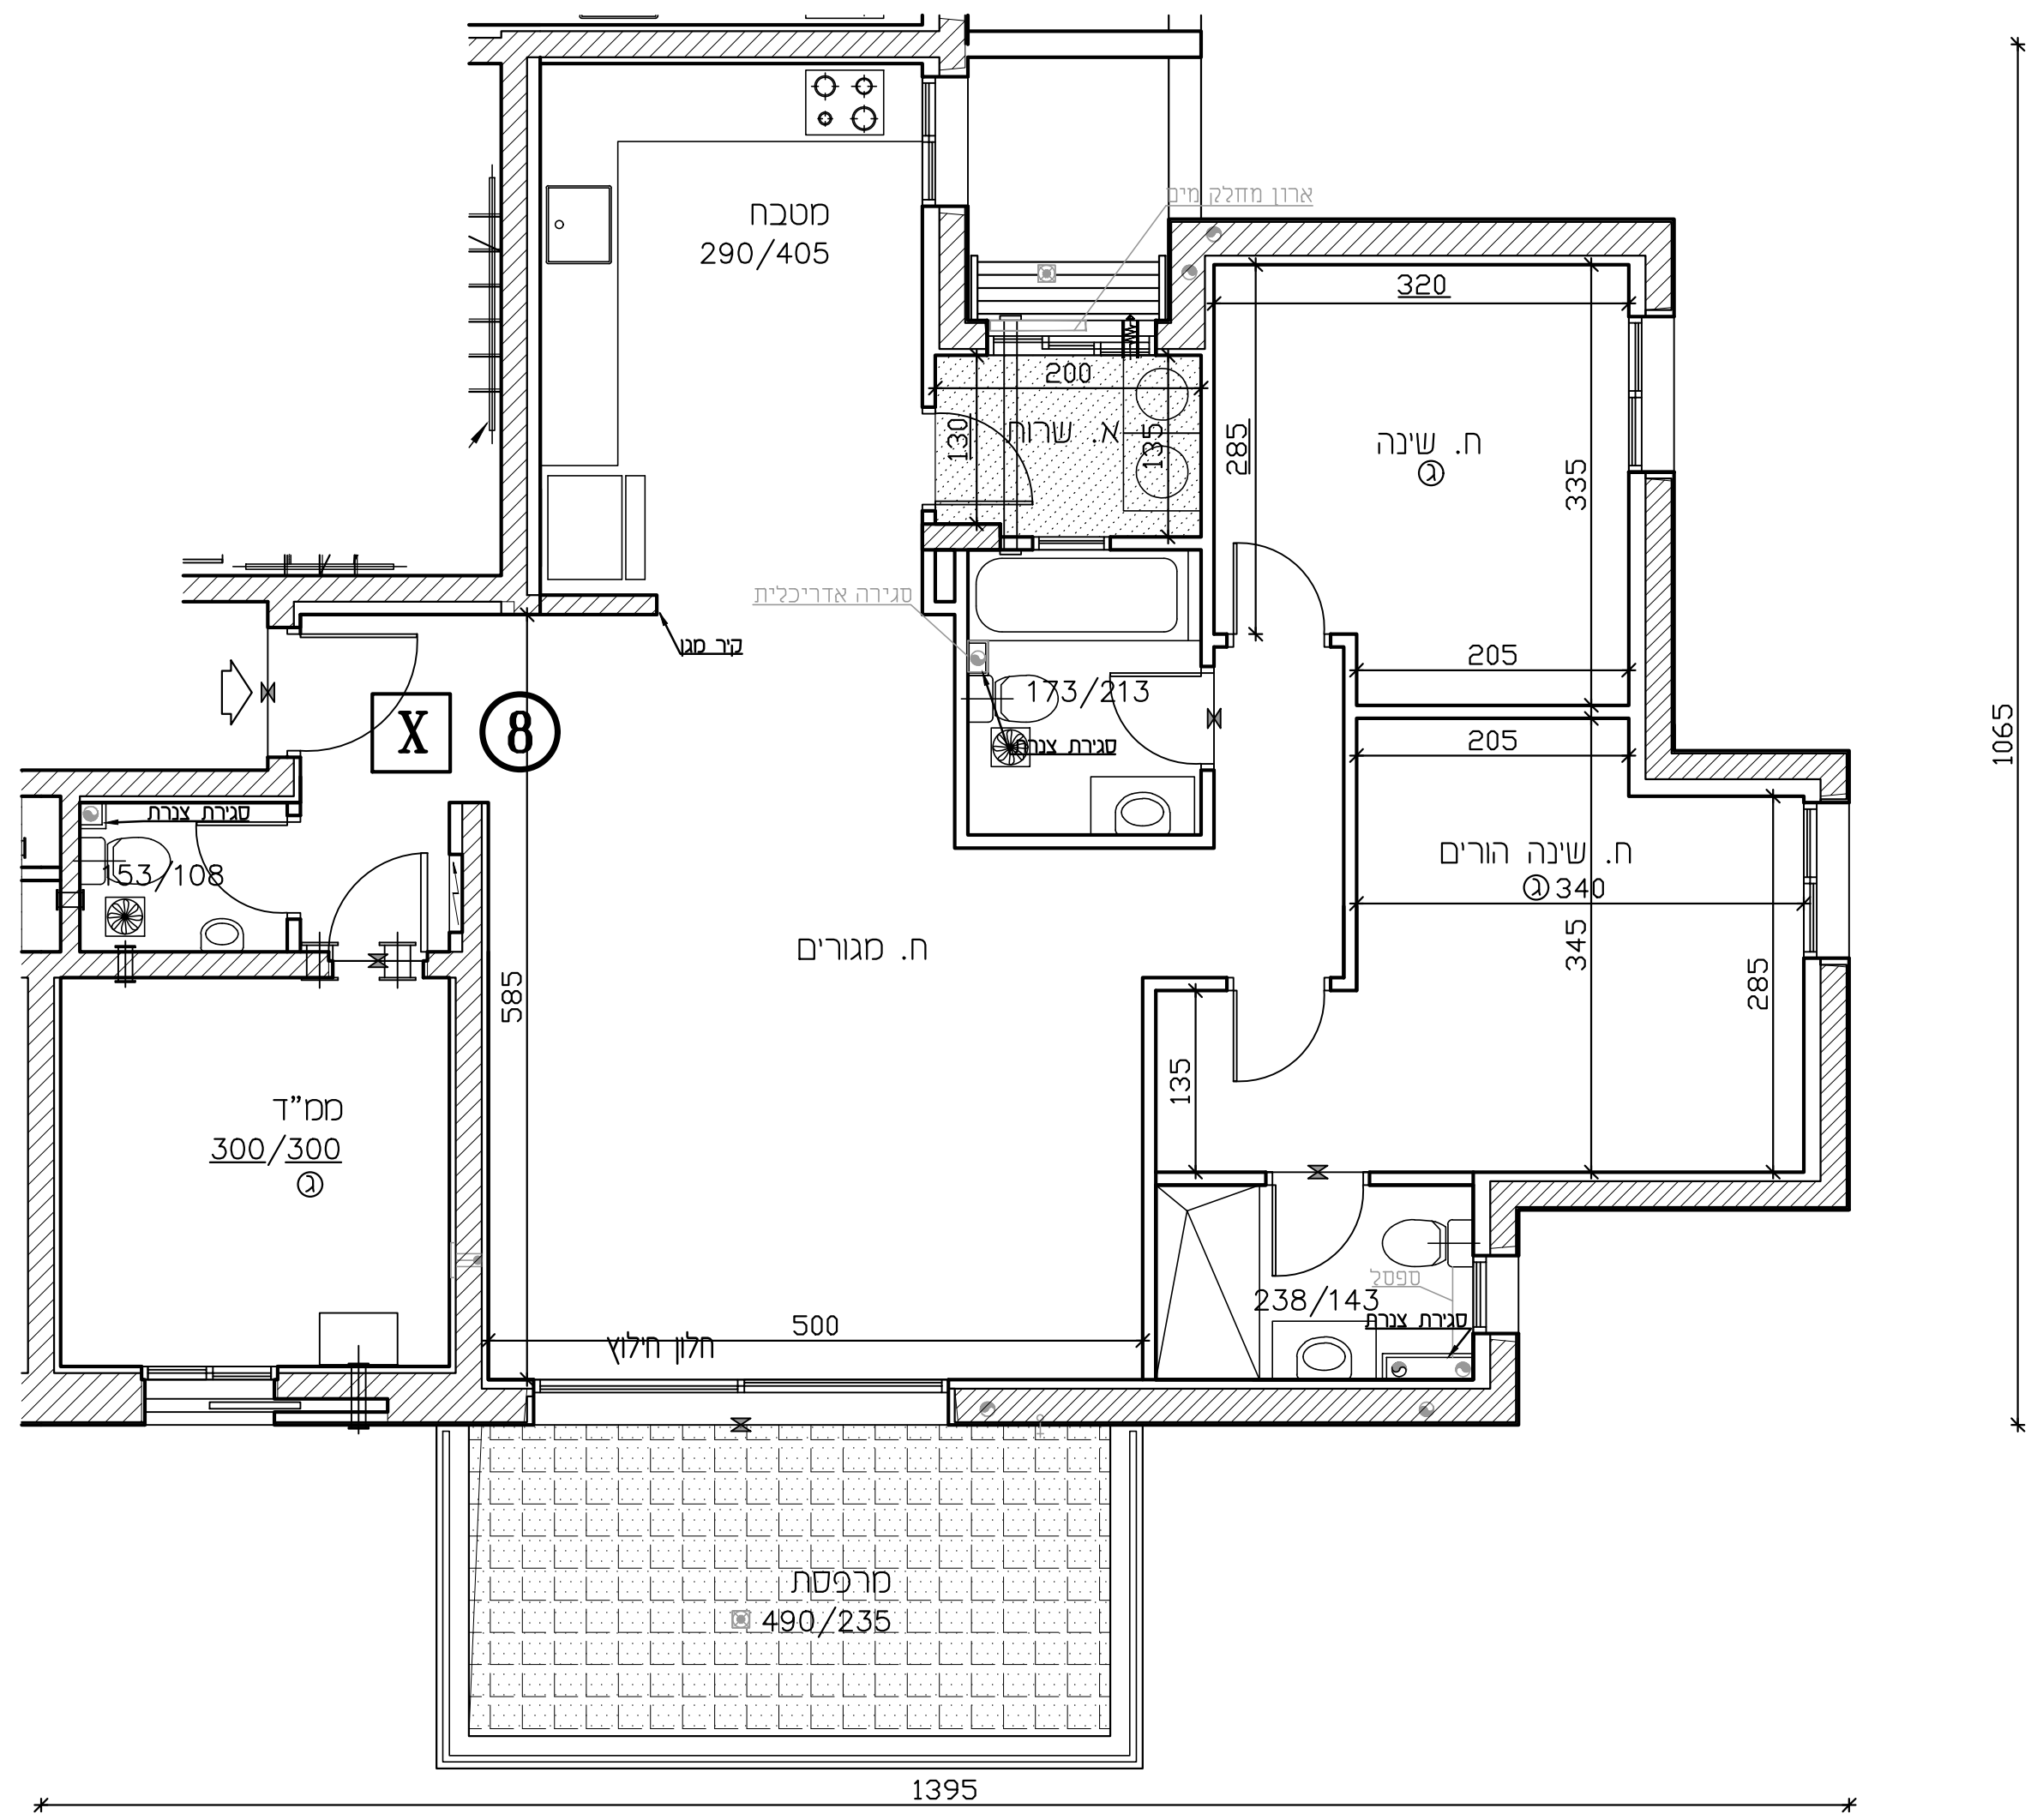 ארון מחלק מים
מטבח
290/405
320
200
א. שרות
130
135
285
ח. שינה
ג
335
סגירה אדריכלית
קיר מגן
205
173/213
סגירת צנרת
X
8
205
1065
סגירת צנרת
153/108
ח. שינה הורים
ג 340
ח. מגורים
585
345
285
135
ממ"ד
300/300
ג
ספסל
238/143
סגירת צנרת
500
חלון חילוץ
S
מרפסת
490/235
1395